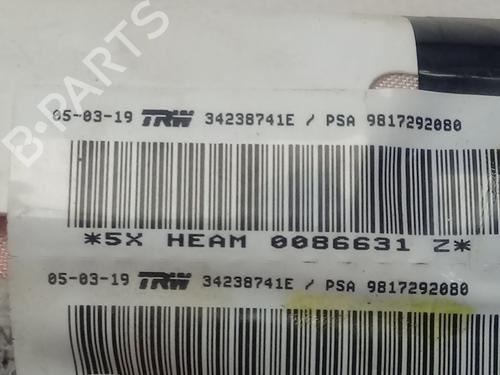 05-03-19 TRW 34238741E / PSA 9817292080
*5X HEAM 0086631 Z*
05-03-19 TRW 34238741E / PSA 9817292080
B-PARTS